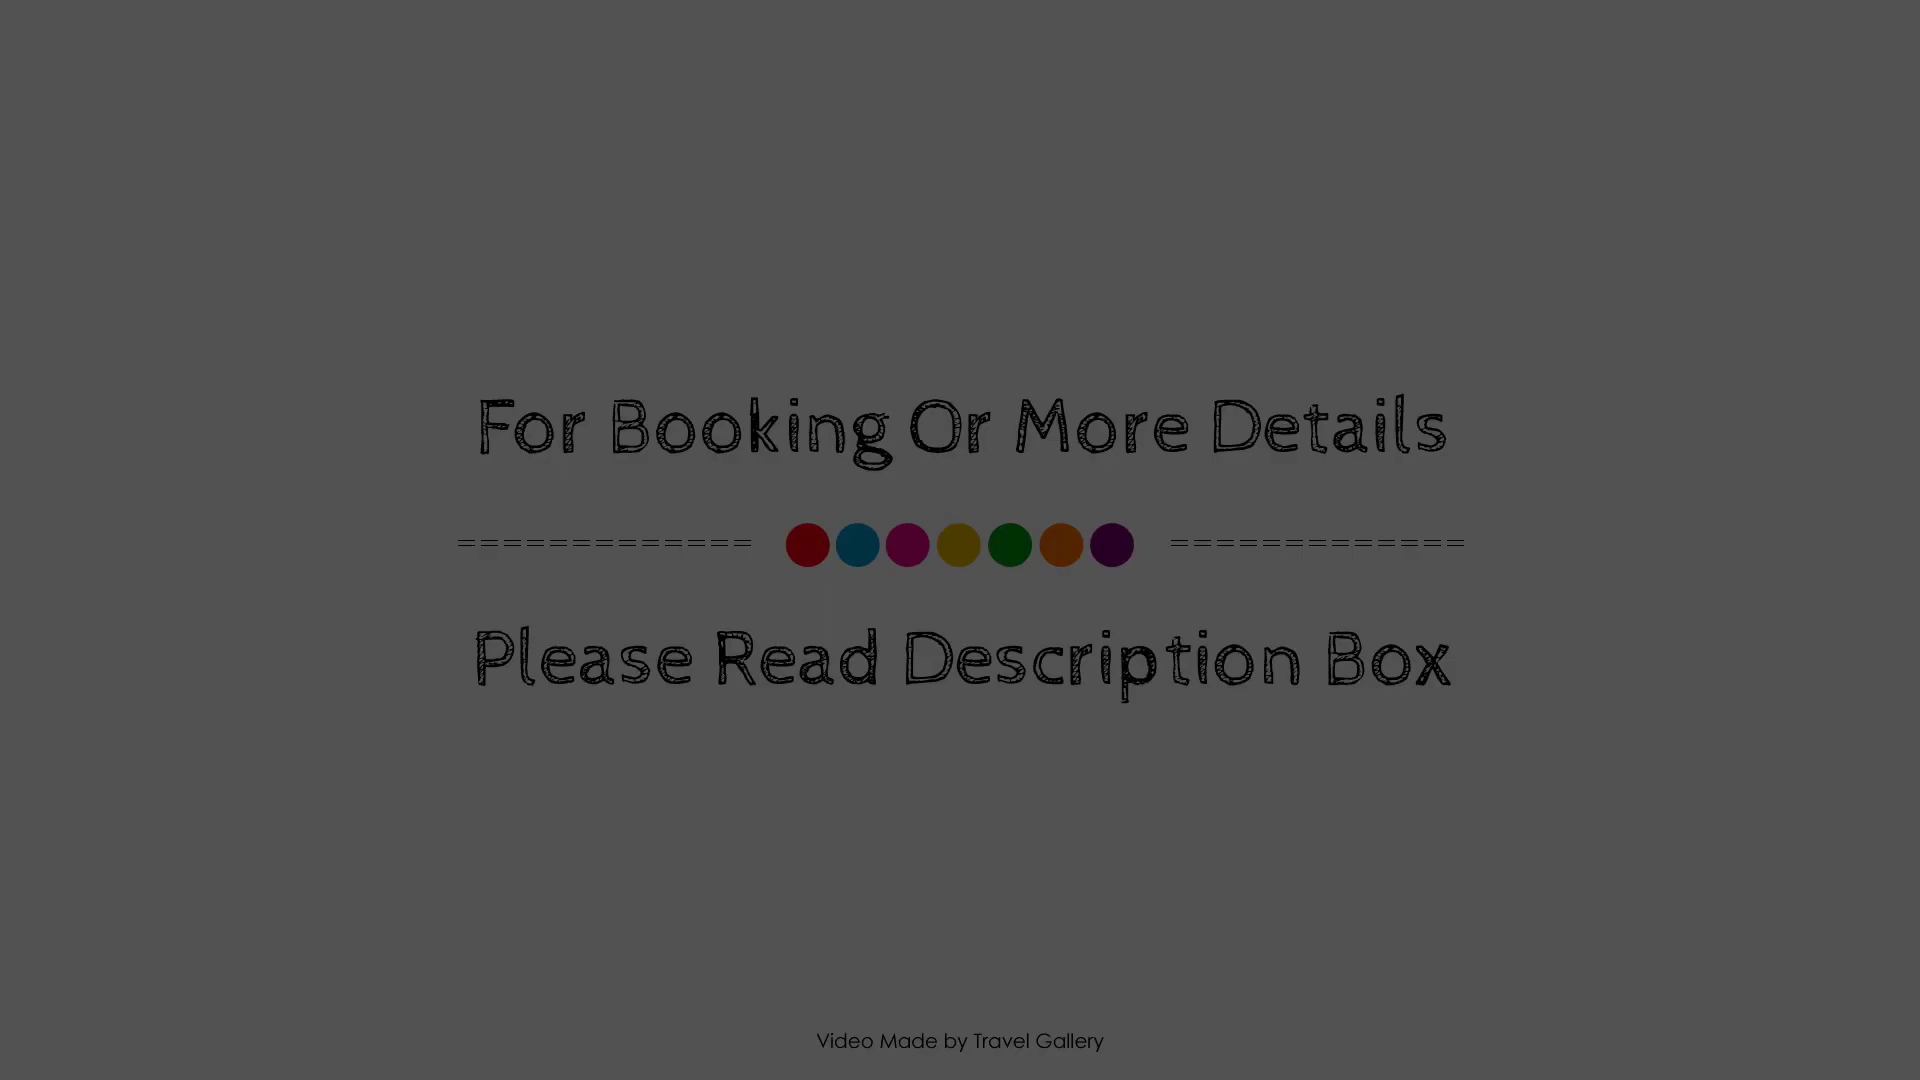 For Booking Or More Details
============= =============
Please Read Description Box
Video Made by Travel Gallery